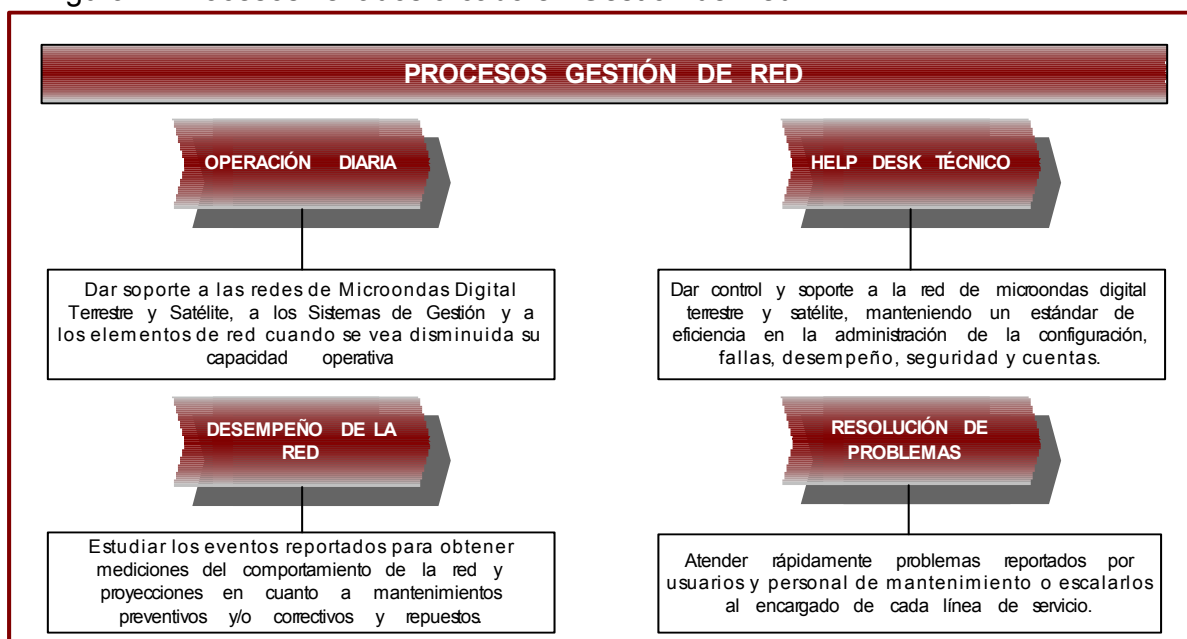 PROCESOS GESTIÓN DE RED
OPERACIÓN DIARIA
Dar soporte a las redes de Microondas Digital
Terrestre y Satélite, a los Sistemas de Gestión y a
los elementos de red cuando se vea disminuida su
capacidad operativa
HELP DESK TÉCNICO
Dar control y soporte a la red de microondas digital
terrestre y satélite, manteniendo un estándar de
eficiencia en la administración de la configuración,
fallas, desempeño, seguridad y cuentas.
DESEMPEÑO DE LA
RED
Estudiar los eventos reportados para obtener
mediciones del comportamiento de la red y
proyecciones en cuanto a mantenimientos
preventivos y/o correctivos y repuestos.
RESOLUCIÓN DE
PROBLEMAS
Atender rápidamente problemas reportados por
usuarios y personal de mantenimiento o escalarlos
al encargado de cada línea de servicio.